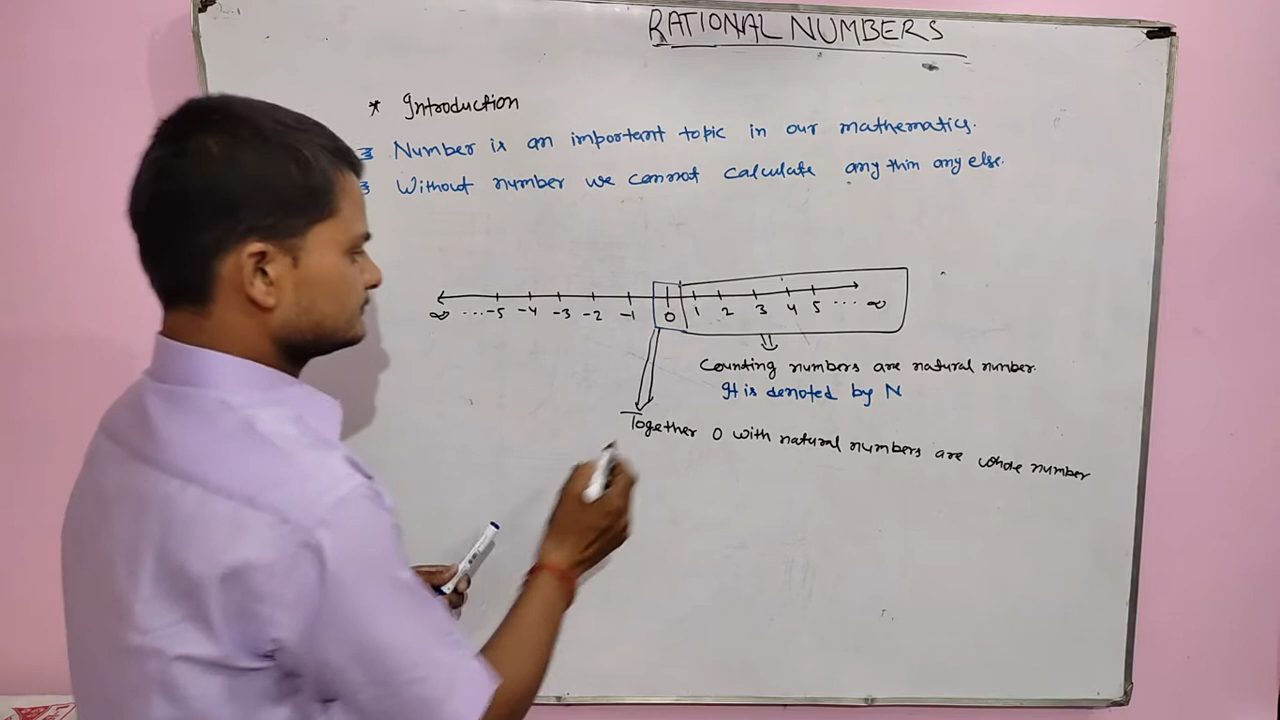 RATIONAL NUMBERS
* Introduction
Number is an important topic in our mathematics.
Without number we cannot calculate any thin any else.
∞ ...-5 -4 -3 -2 -1 0 1 2 3 4 5 ... ∞
Counting numbers are natural number.
It is denoted by N
Together 0 with natural numbers are whole number